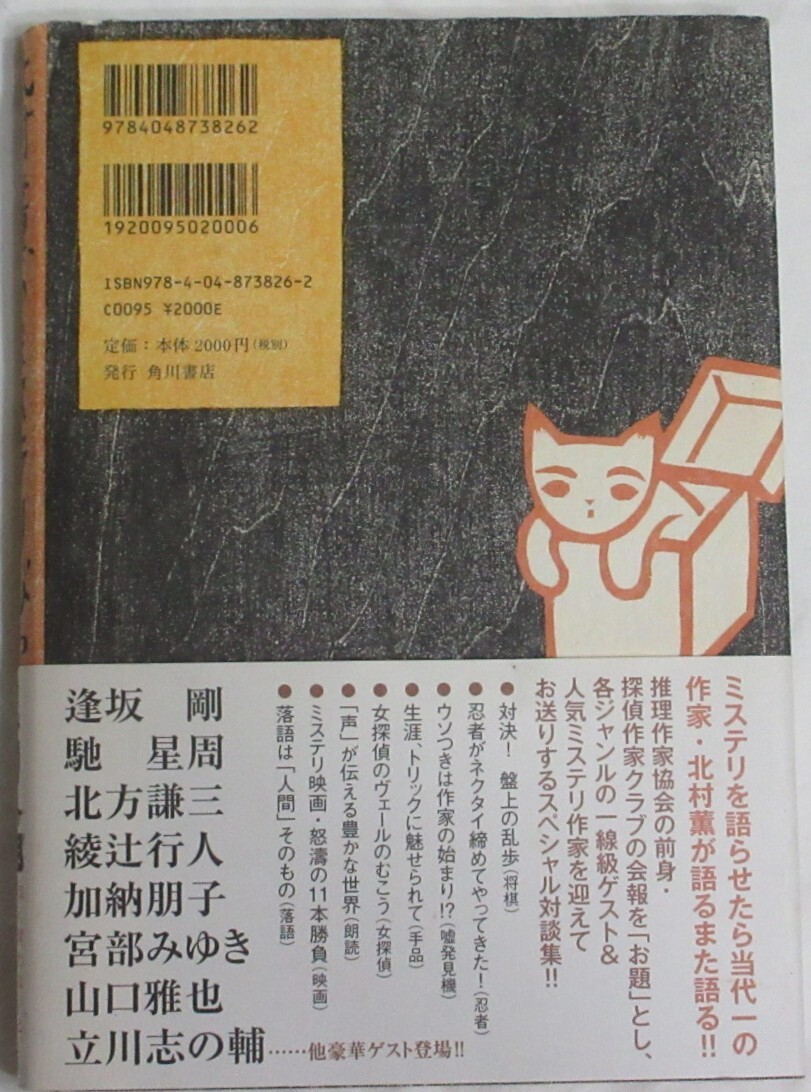 9784048738262
1920095020006
ISBN978-4-04-873826-2
C0095 ¥2000E
定価：本体2000円(税別)
発行 角川書店
ミステリを語らせたら当代一の
作家・北村薫が語るまた語る!!
推理作家協会の前身・
探偵作家クラブの会報を「お題」とし、
各ジャンルの一線級ゲスト＆
人気ミステリ作家を迎えて
お送りするスペシャル対談集!!
●対決！ 盤上の乱歩(将棋)
●忍者がネクタイ締めてやってきた！(忍者)
●ウソつきは作家の始まり!?(嘘発見機)
●生涯、トリックに魅せられて(手品)
●女探偵のヴェールのむこう(女探偵)
●「声」が伝える豊かな世界(朗読)
●ミステリ映画・怒濤の11本勝負(映画)
●落語は「人間」そのもの(落語)
逢坂 剛
馳 星周
北方謙三
綾辻行人
加納朋子
宮部みゆき
山口雅也
立川志の輔……他豪華ゲスト登場!!